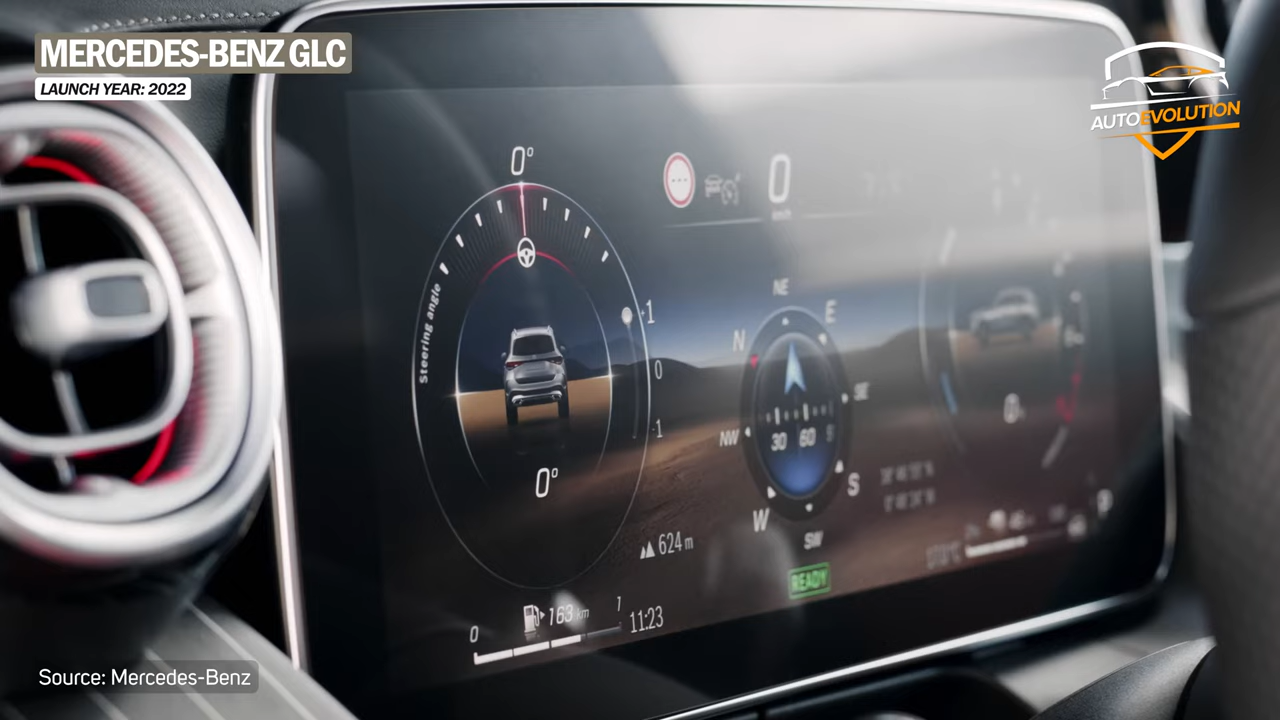 MERCEDES-BENZ GLC
LAUNCH YEAR: 2022
AUTOEVOLUTION
0°
0
km/h
Steering angle
1
0
-1
0°
NE
N
E
SE
NW
30 60
S
W
SW
624 m
READY
163 km
0
1
11:23
Source: Mercedes-Benz